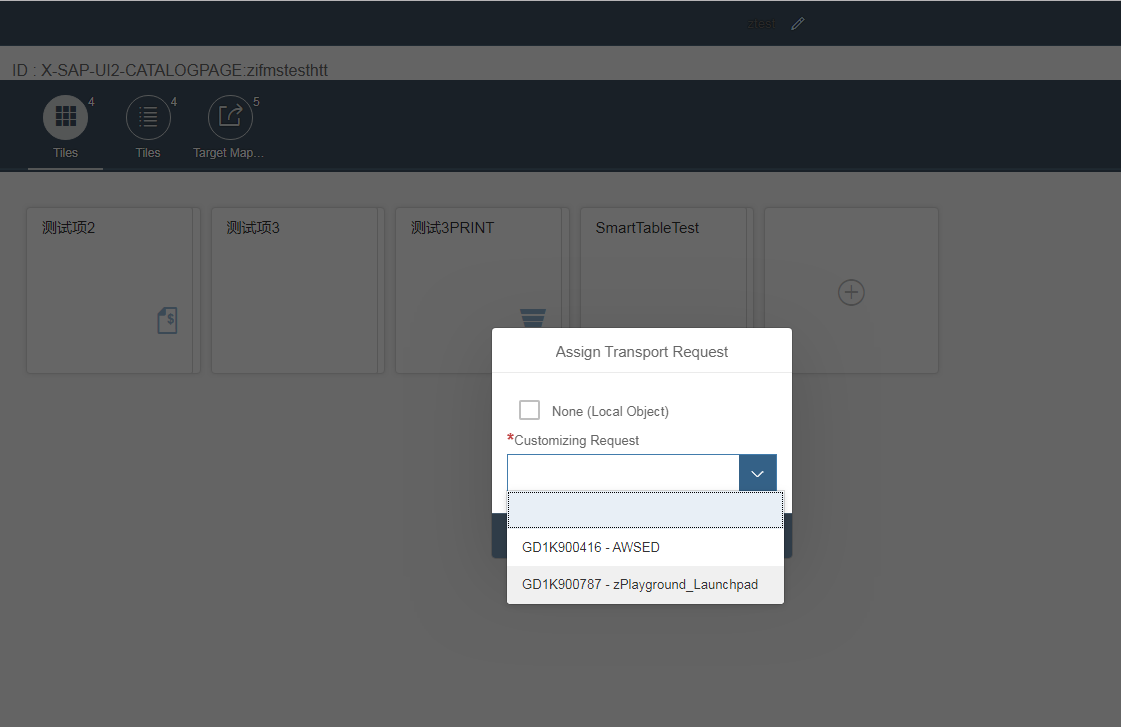 ID : X-SAP-UI2-CATALOGPAGE:zifmstesthtt
4
4
5
Tiles
Tiles
Target Map...
测试项2
测试项3
测试3PRINT
SmartTableTest
Assign Transport Request
None (Local Object)
*Customizing Request
GD1K900416 - AWSED
GD1K900787 - zPlayground_Launchpad